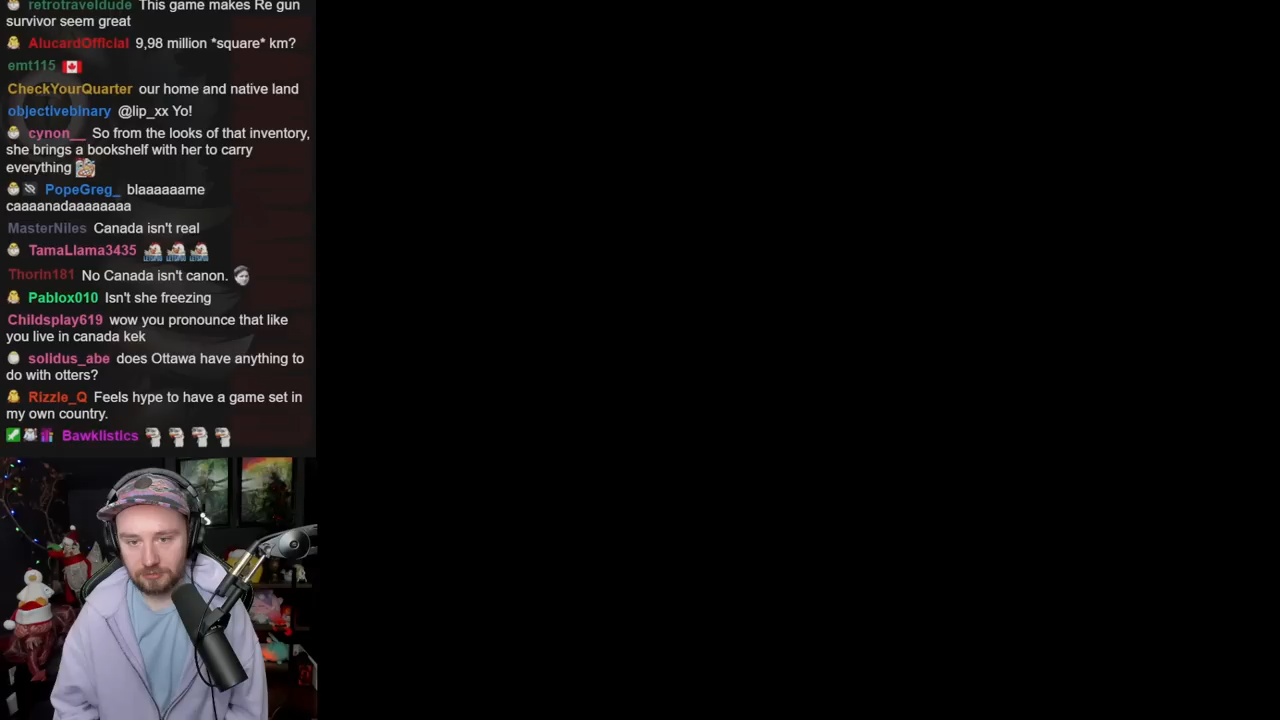 retrotraveldude This game makes Re gun
survivor seem great
AlucardOfficial 9,98 million *square* km?
emt115
CheckYourQuarter our home and native land
objectivebinary @lip_xx Yo!
cynon__ So from the looks of that inventory,
she brings a bookshelf with her to carry
everything
PopeGreg_ blaaaaaame
caaaanadaaaaaaaa
MasterNiles Canada isn't real
TamaLlama3435
Thorin181 No Canada isn't canon.
Pablox010 Isn't she freezing
Childsplay619 wow you pronounce that like
you live in canada kek
solidus_abe does Ottawa have anything to
do with otters?
Rizzle_Q Feels hype to have a game set in
my own country.
Bawklistics